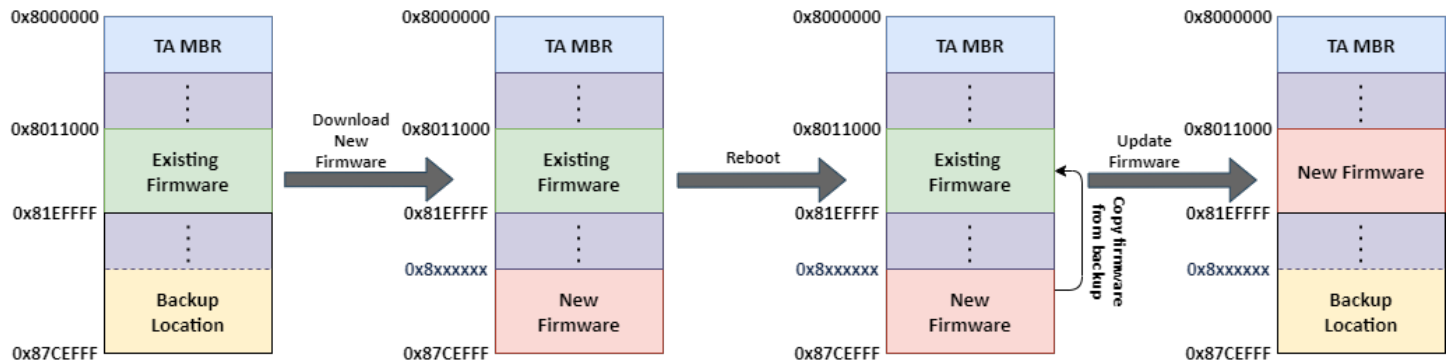 0x8000000
TA MBR
0x8011000
Existing
Firmware
0x81EFFFF
Backup
Location
0x87CEFFF
Download
New
Firmware
0x8000000
TA MBR
0x8011000
Existing
Firmware
0x81EFFFF
0x8xxxxxx
New
Firmware
0x87CEFFF
Reboot
0x8000000
TA MBR
0x8011000
Existing
Firmware
0x81EFFFF
0x8xxxxxx
New
Firmware
0x87CEFFF
Copy firmware
from backup
Update
Firmware
0x8000000
TA MBR
0x8011000
New Firmware
0x81EFFFF
0x8xxxxxx
Backup
Location
0x87CEFFF